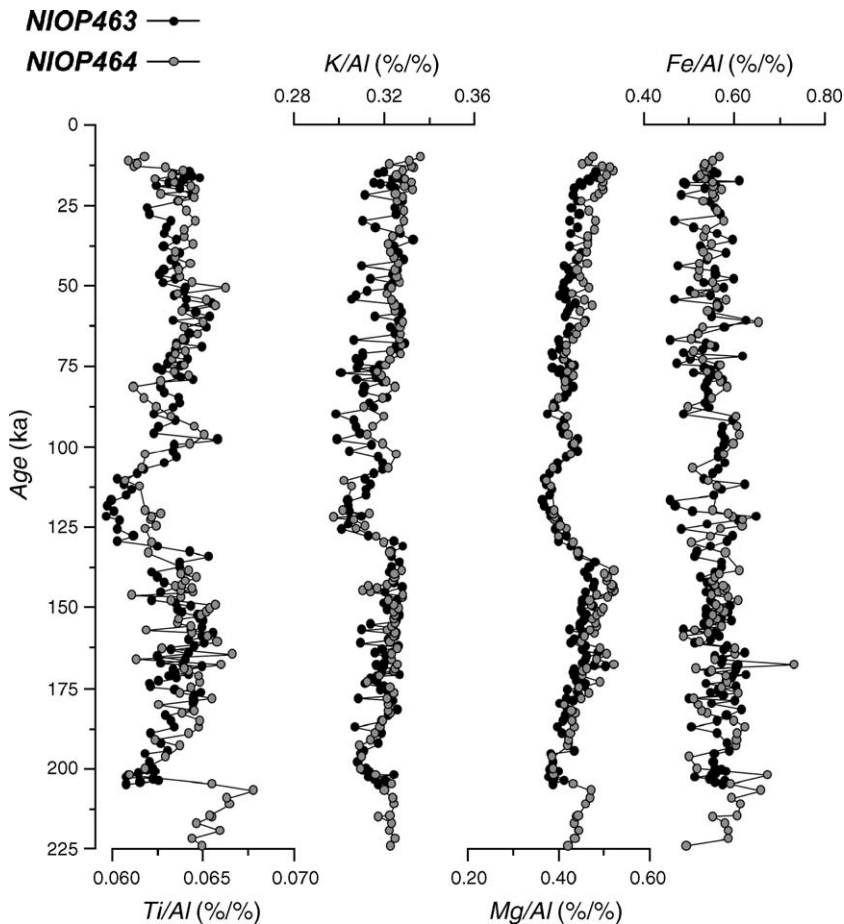 NIOP463
NIOP464
K/Al (%/%)
Fe/Al (%/%)
0.28 0.32 0.36
0.40 0.60 0.80
0
25
50
75
100
125
150
175
200
225
Age (ka)
0.060 0.065 0.070
0.20 0.40 0.60
Ti/Al (%/%)
Mg/Al (%/%)